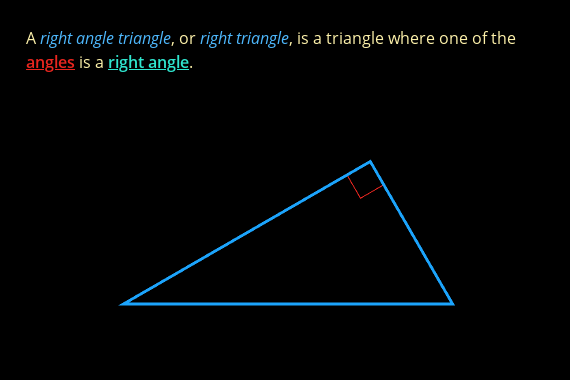 A right angle triangle, or right triangle, is a triangle where one of the
angles is a right angle.